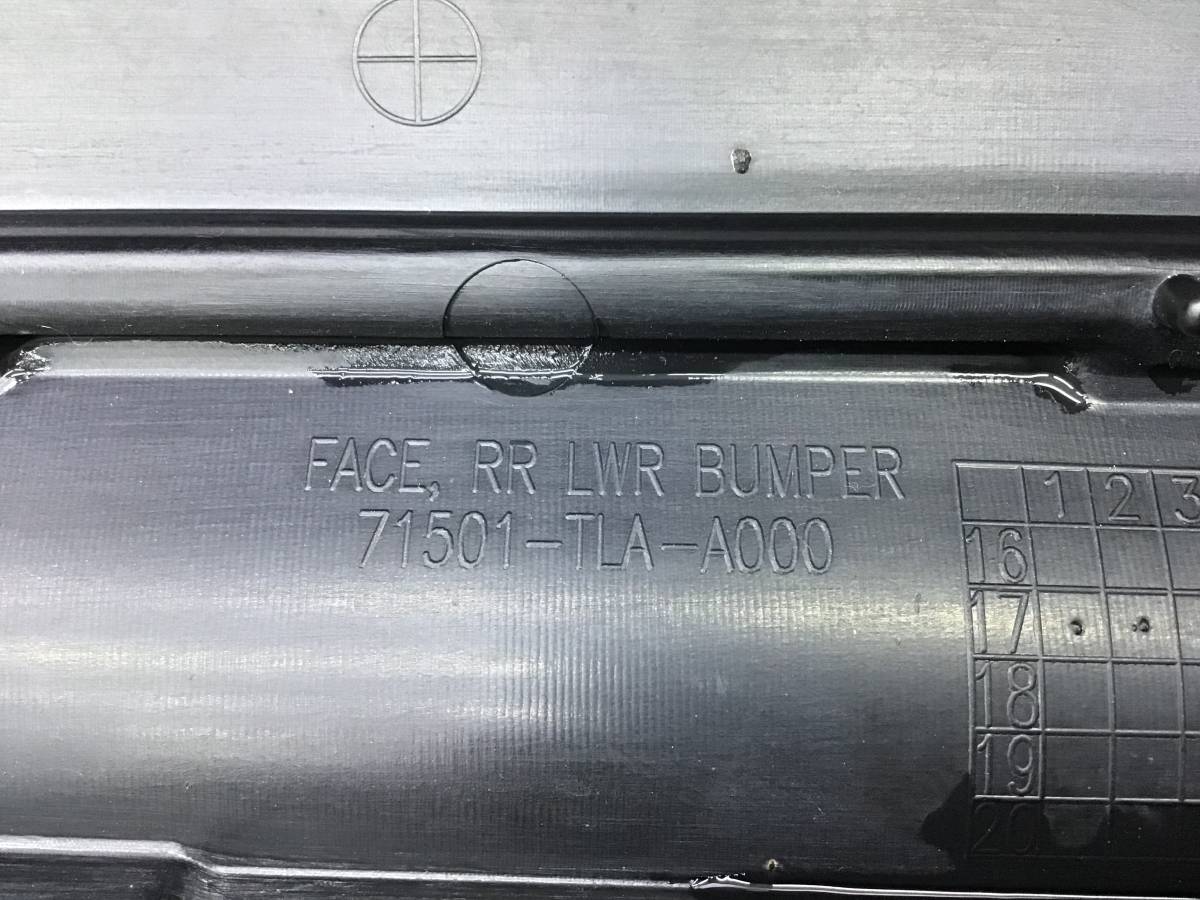 FACE, RR LWR BUMPER
71501-TLA-A000
1 2 3
16
17
18
19
20